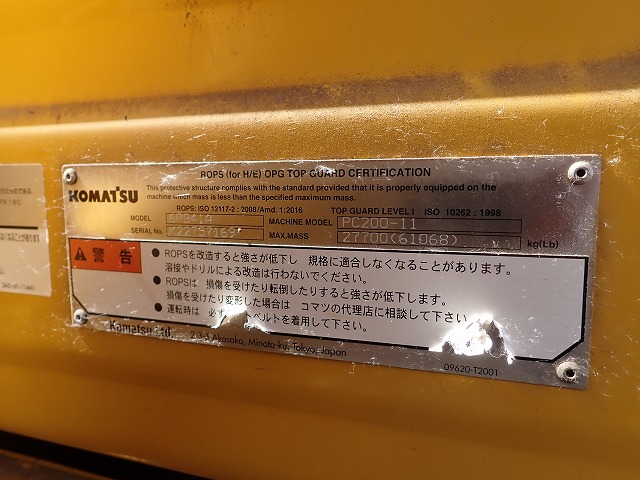 ROPS (for H/E) OPG TOP GUARD CERTIFICATION
KOMATSU
This protective structure complies with the standard provided that it is properly equipped on the
machine which mass is less than the specified maximum mass.
ROPS: ISO 12117-2 : 2008/Amd. 1:2016 TOP GUARD LEVEL I ISO 10262 : 1998
MODEL MACHINE MODEL PC200-11
SERIAL No. MAX.MASS 27700(61068) kg(Lb)
警告
● ROPSを改造すると強さが低下し 規格に適合しなくなることがあります。
溶接やドリルによる改造は行わないでください。
● ROPSは 損傷を受けたり転倒したりすると強さが低下します。
損傷を受けたり変形した場合は コマツの代理店に相談して下さい。
● 運転時は 必ず トベルトを着用して下さい。
Komatsu Ltd. 2-3-6 Akasaka, Minato-ku, Tokyo, Japan
09620-T2001